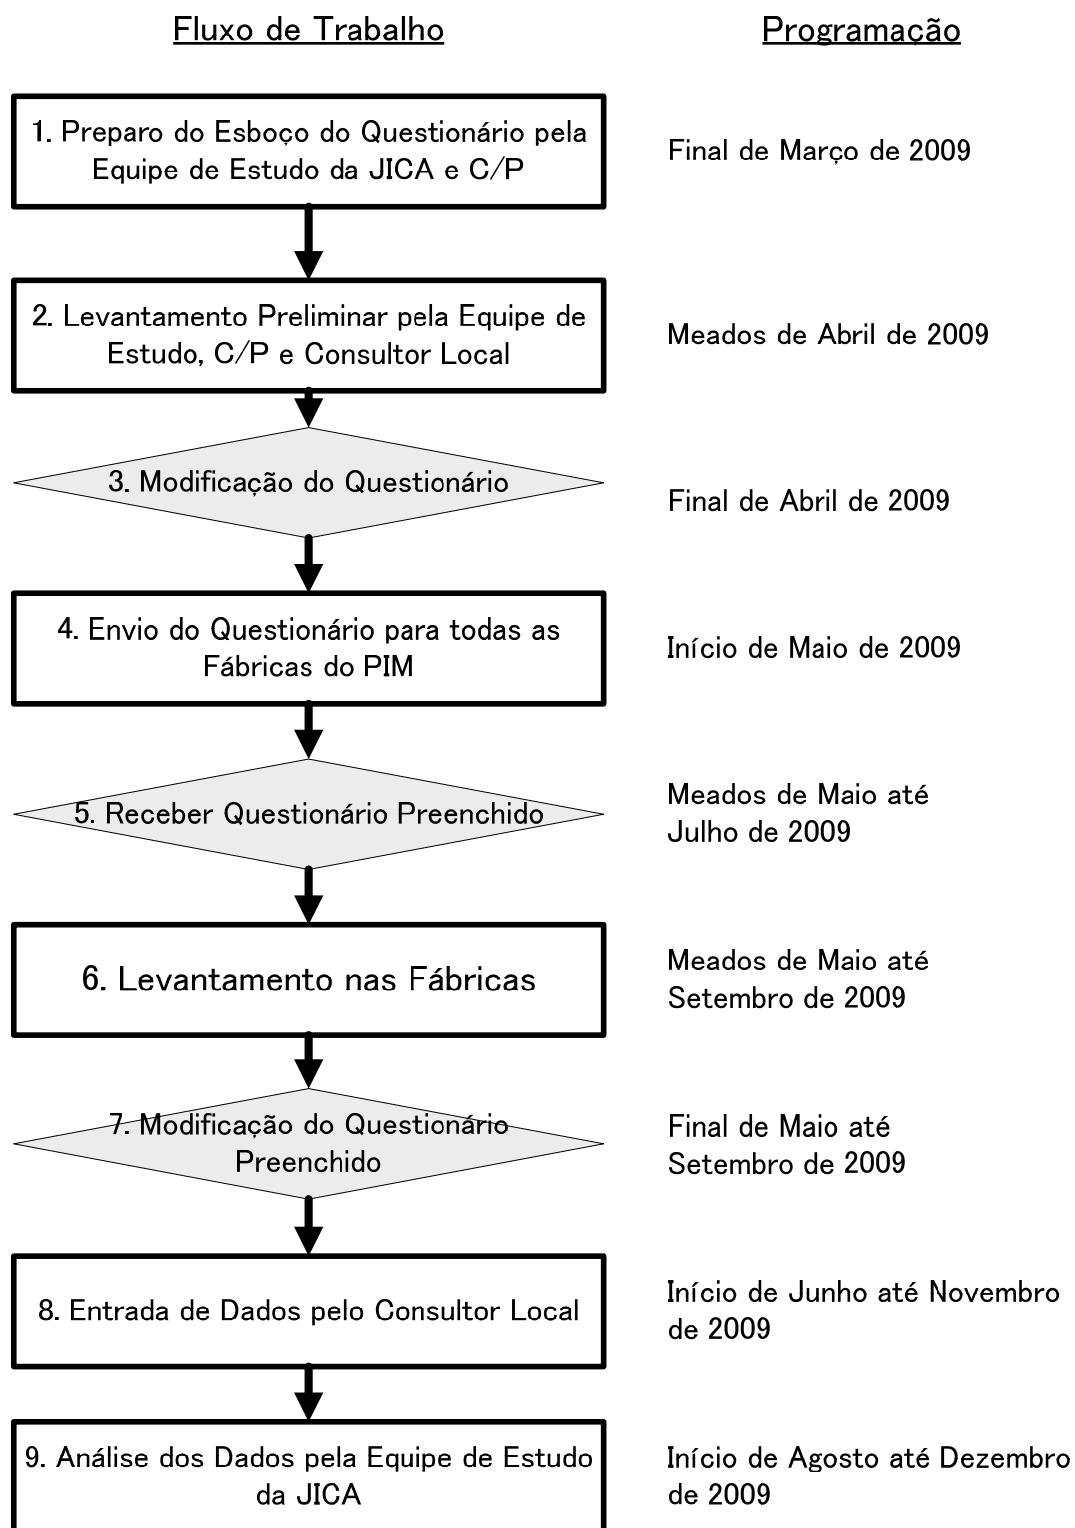 Fluxo de Trabalho
Programação
1. Preparo do Esboço do Questionário pela
Equipe de Estudo da JICA e C/P
Final de Março de 2009
2. Levantamento Preliminar pela Equipe de
Estudo, C/P e Consultor Local
Meados de Abril de 2009
3. Modificação do Questionário
Final de Abril de 2009
4. Envio do Questionário para todas as
Fábricas do PIM
Início de Maio de 2009
5. Receber Questionário Preenchido
Meados de Maio até
Julho de 2009
6. Levantamento nas Fábricas
Meados de Maio até
Setembro de 2009
7. Modificação do Questionário
Preenchido
Final de Maio até
Setembro de 2009
8. Entrada de Dados pelo Consultor Local
Início de Junho até Novembro
de 2009
9. Análise dos Dados pela Equipe de Estudo
da JICA
Início de Agosto até Dezembro
de 2009